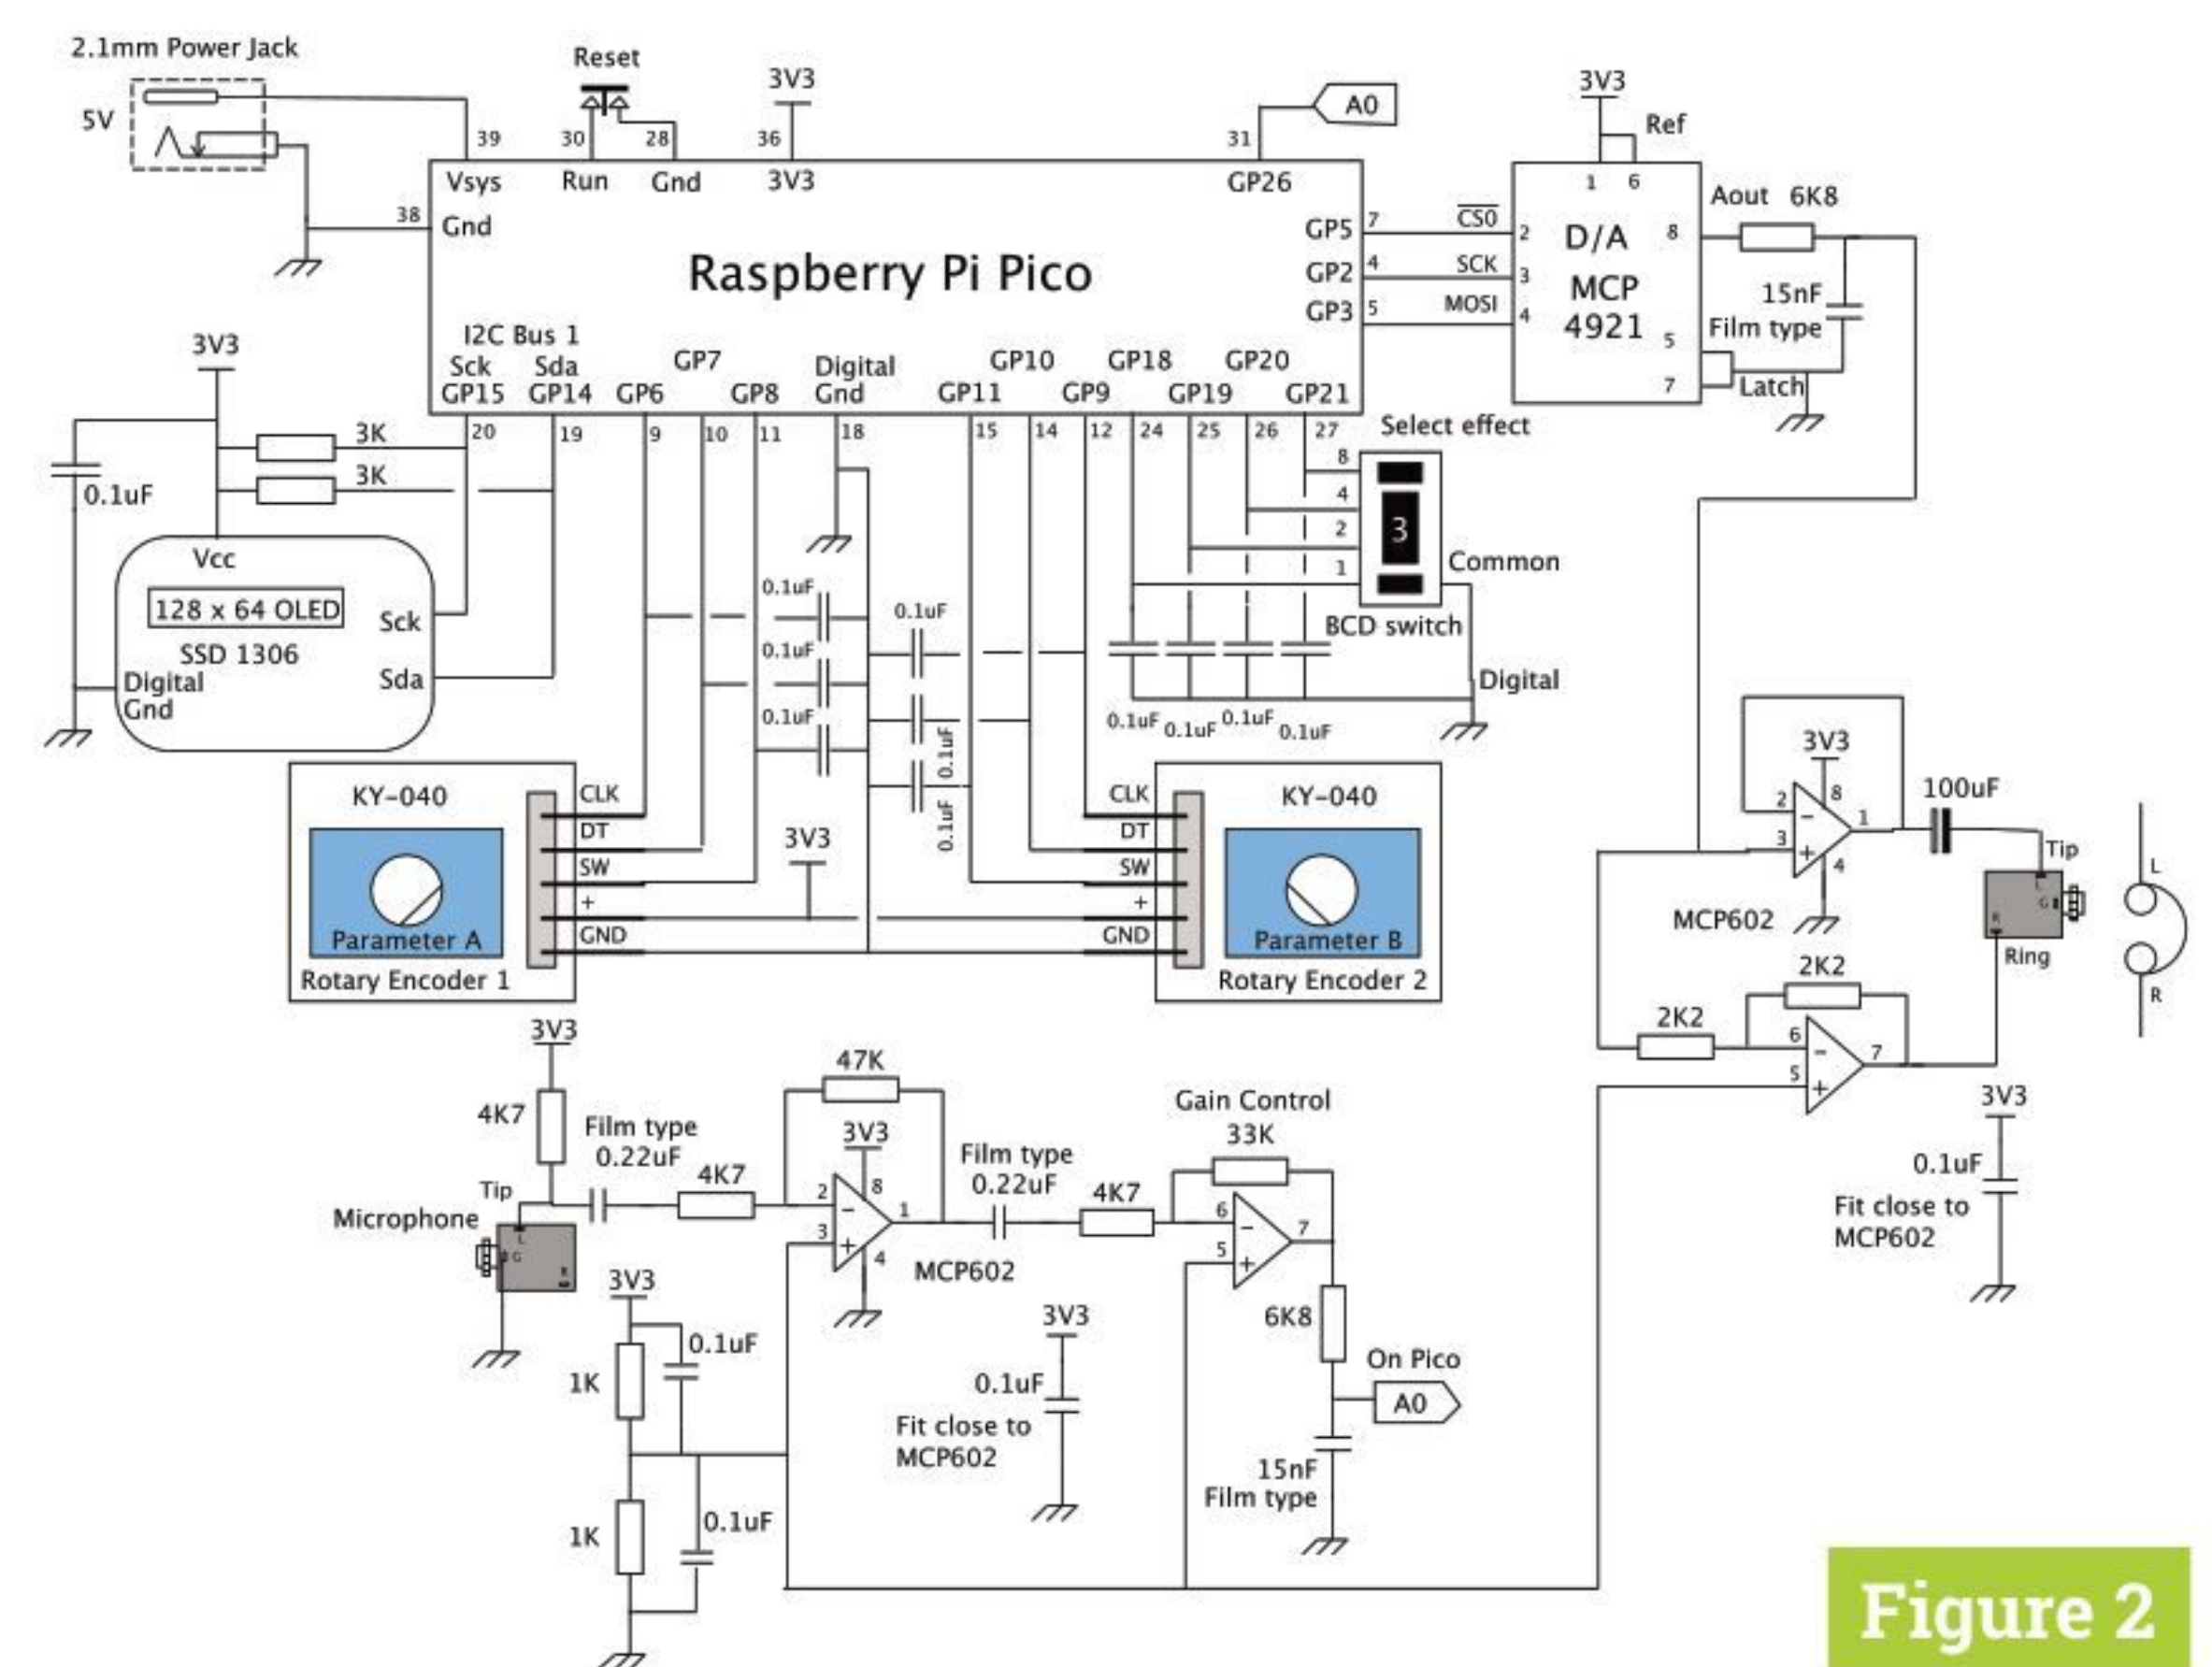 2.1mm Power Jack
5V
Reset
3V3
A0
3V3
Ref
39
30
28
36
31
Vsys
Run
Gnd
3V3
GP26
38
Gnd
Raspberry Pi Pico
GP5
7
CS0
2
GP2
4
SCK
3
GP3
5
MOSI
4
1
6
D/A
MCP
4921
8
5
7
Aout
6K8
15nF
Film type
Latch
I2C Bus 1
Sck
Sda
GP7
Digital
GP10
GP18
GP20
GP15
GP14
GP6
GP8
Gnd
GP11
GP9
GP19
GP21
20
19
9
10
11
18
15
14
12
24
25
26
27
3V3
3K
3K
0.1uF
Vcc
128 x 64 OLED
SSD 1306
Sck
Sda
Digital
Gnd
Select effect
8
4
2
1
3
Common
BCD switch
Digital
0.1uF
0.1uF
0.1uF
0.1uF
0.1uF
0.1uF
0.1uF
0.1uF
0.1uF
0.1uF
KY-040
Parameter A
Rotary Encoder 1
CLK
DT
SW
+
GND
3V3
CLK
DT
SW
+
GND
KY-040
Parameter B
Rotary Encoder 2
3V3
2
-
8
1
3
+
4
MCP602
100uF
Tip
L
G
R
Ring
L
R
2K2
2K2
6
-
7
5
+
3V3
0.1uF
Fit close to
MCP602
3V3
4K7
Film type
0.22uF
Tip
Microphone
L
G
R
4K7
47K
3V3
2
-
8
1
3
+
4
MCP602
Film type
0.22uF
4K7
Gain Control
33K
6
-
7
5
+
6K8
On Pico
A0
15nF
Film type
3V3
0.1uF
1K
1K
0.1uF
3V3
0.1uF
Fit close to
MCP602
Figure 2